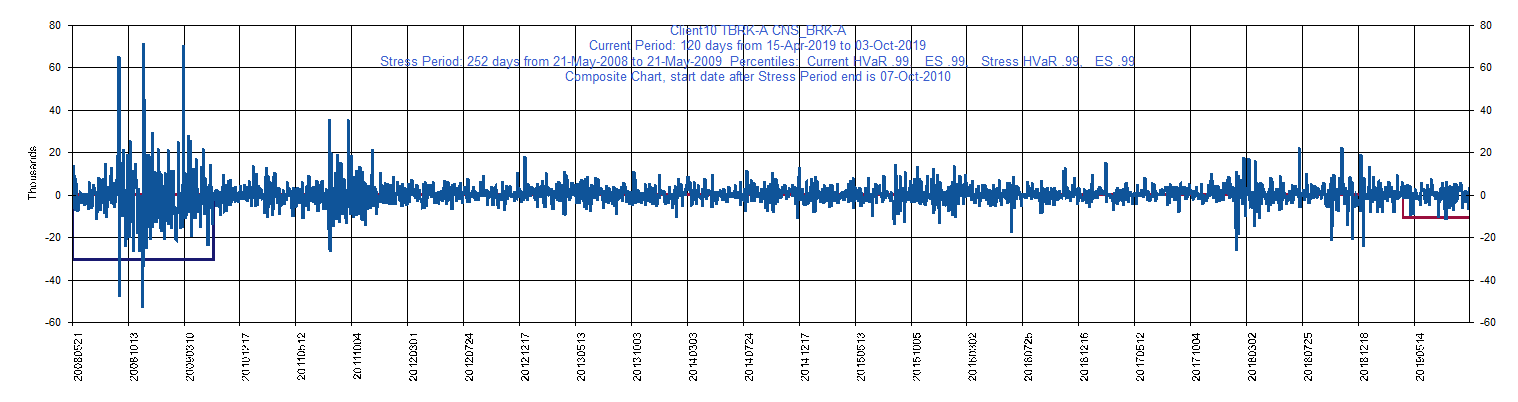 Client10 TBRK-A CNS_BRK-A
Current Period: 120 days from 15-Apr-2019 to 03-Oct-2019
Stress Period: 252 days from 21-May-2008 to 21-May-2009 Percentiles: Current HVaR .99, ES .99, Stress HVaR .99, ES .99
Composite Chart, start date after Stress Period end is 07-Oct-2010
80 80
60 60
40 40
20 20
0 0
-20 -20
-40 -40
-60 -60
Thousands
20080521 20081013 20090310 20101217 20110512 20111004 20120301 20120724 20121217 20130513 20131003 20140303 20140724 20141217 20150513 20151005 20160302 20160725 20161216 20170512 20171004 20180302 20180725 20181218 20190514